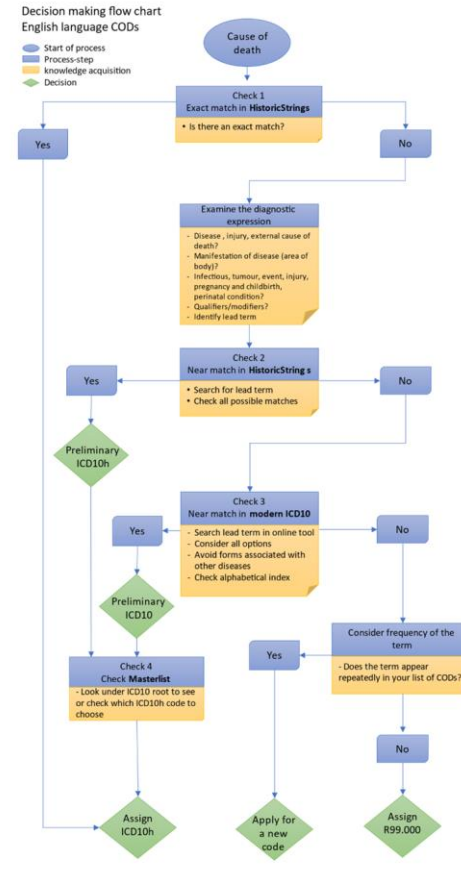 Decision making flow chart
English language CODs
Start of process
Process-step
knowledge acquisition
Decision
Cause of
death
Check 1
Exact match in HistoricStrings
• Is there an exact match?
Yes
No
Examine the diagnostic
expression
- Disease , injury, external cause of
death?
- Manifestation of disease (area of
body)?
- Infectious, tumour, event, injury,
pregnancy and childbirth,
perinatal condition?
- Qualifiers/modifiers?
- Identify lead term
Check 2
Near match in HistoricString s
• Search for lead term
• Check all possible matches
Yes
No
Preliminary
ICD10h
Check 3
Near match in modern ICD10
- Search lead term in online tool
- Consider all options
- Avoid forms associated with
other diseases
- Check alphabetical index
Yes
No
Preliminary
ICD10
Consider frequency of the
term
- Does the term appear
repeatedly in your list of CODs?
Yes
No
Check 4
Check Masterlist
- Look under ICD10 root to see
or check which ICD10h code to
choose
Assign
ICD10h
Apply for
a new
code
Assign
R99.000